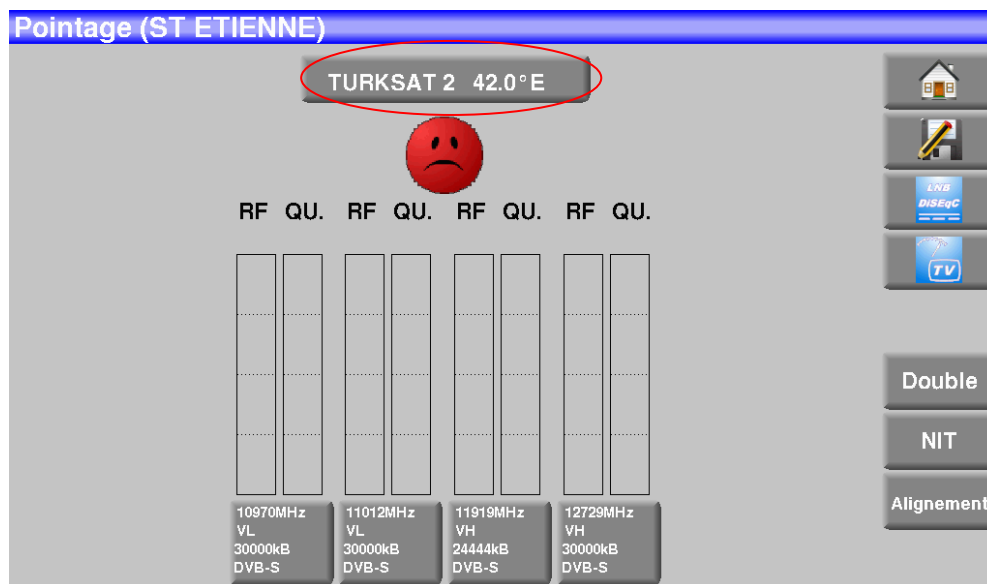 Pointage (ST ETIENNE)
TURKSAT 2 42.0°E
RF QU. RF QU. RF QU. RF QU.
LNB
DiSEqC
TV
Double
NIT
Alignement
10970MHz
VL
30000kB
DVB-S
11012MHz
VL
30000kB
DVB-S
11919MHz
VH
24444kB
DVB-S
12729MHz
VH
30000kB
DVB-S